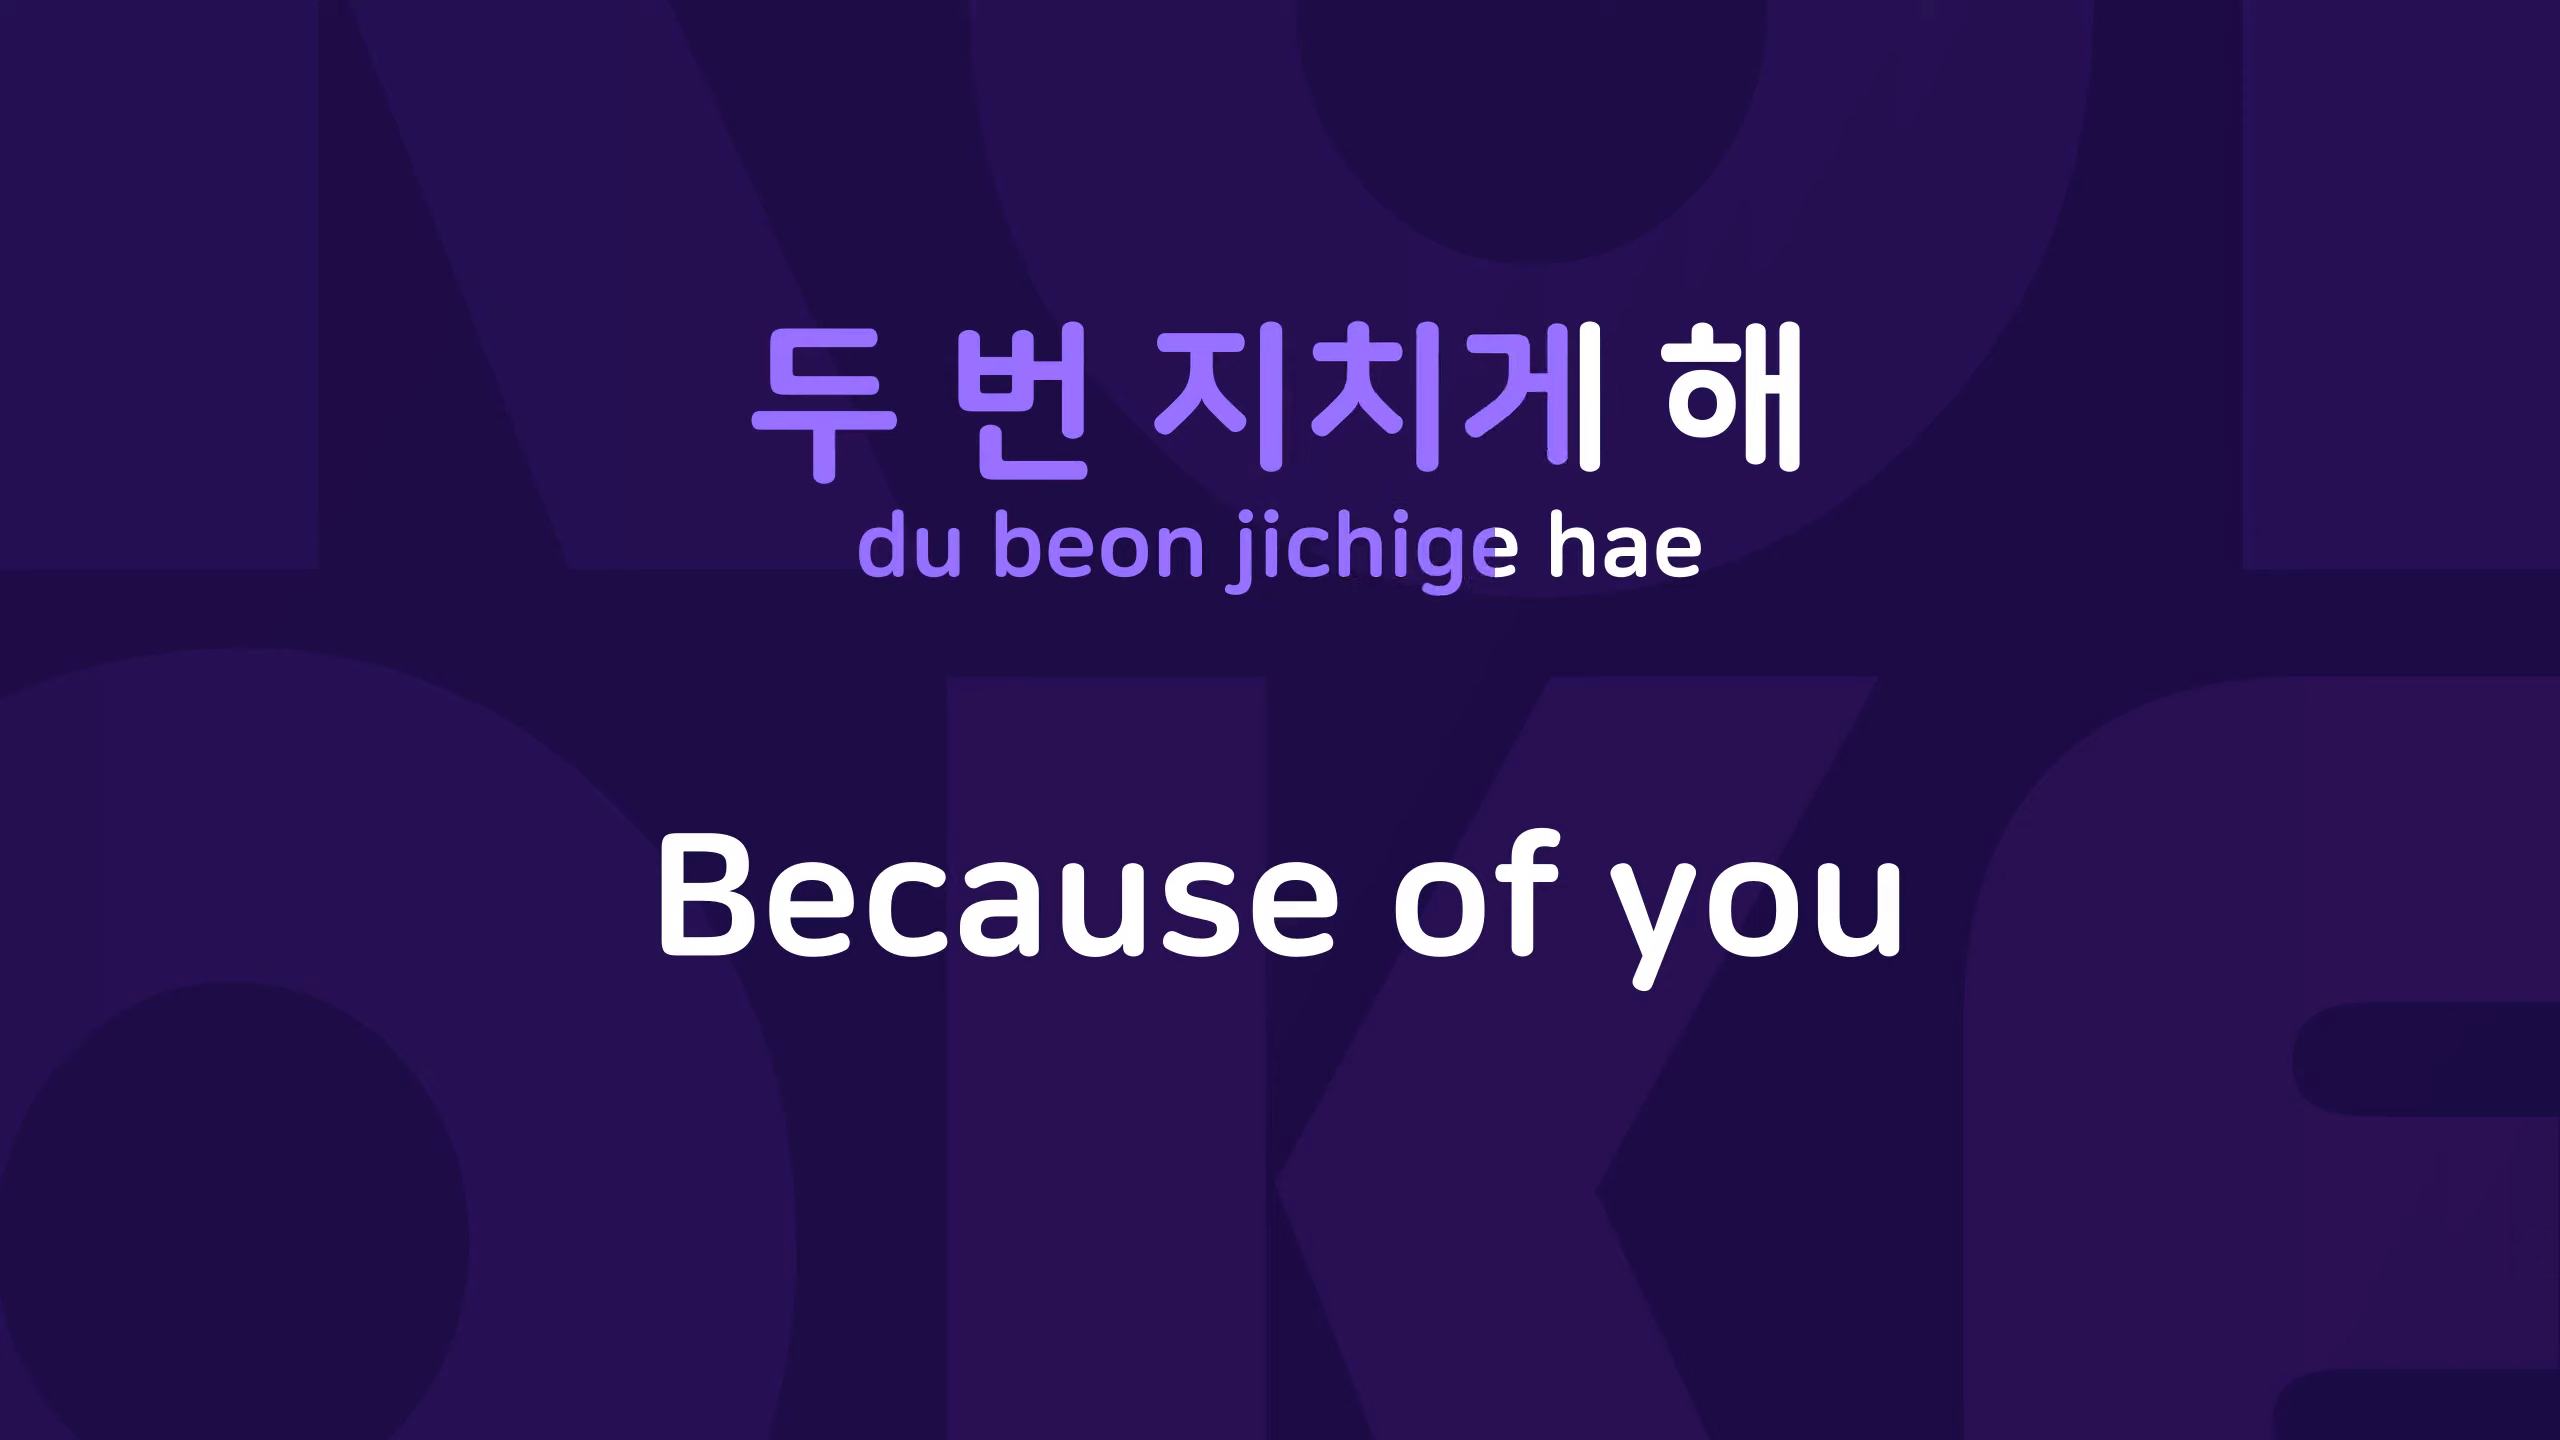 두 번 지치게 해
du beon jichige hae
Because of you